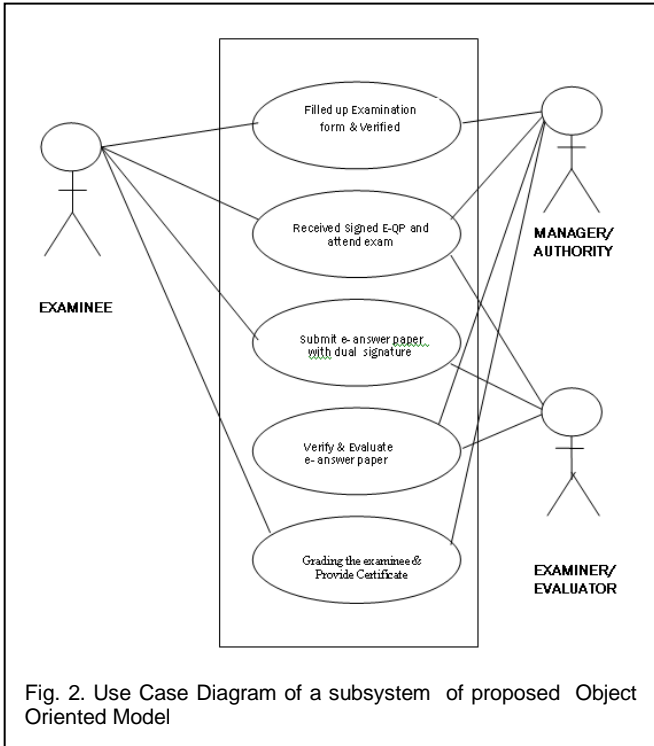 Filled up Examination
form & Verified
Received Signed E-QP and
attend exam
MANAGER/
AUTHORITY
EXAMINEE
Submit e- answer paper
with dual signature
Verify & Evaluate
e- answer paper
Grading the examinee &
Provide Certificate
EXAMINER/
EVALUATOR
Fig. 2. Use Case Diagram of a subsystem of proposed Object
Oriented Model